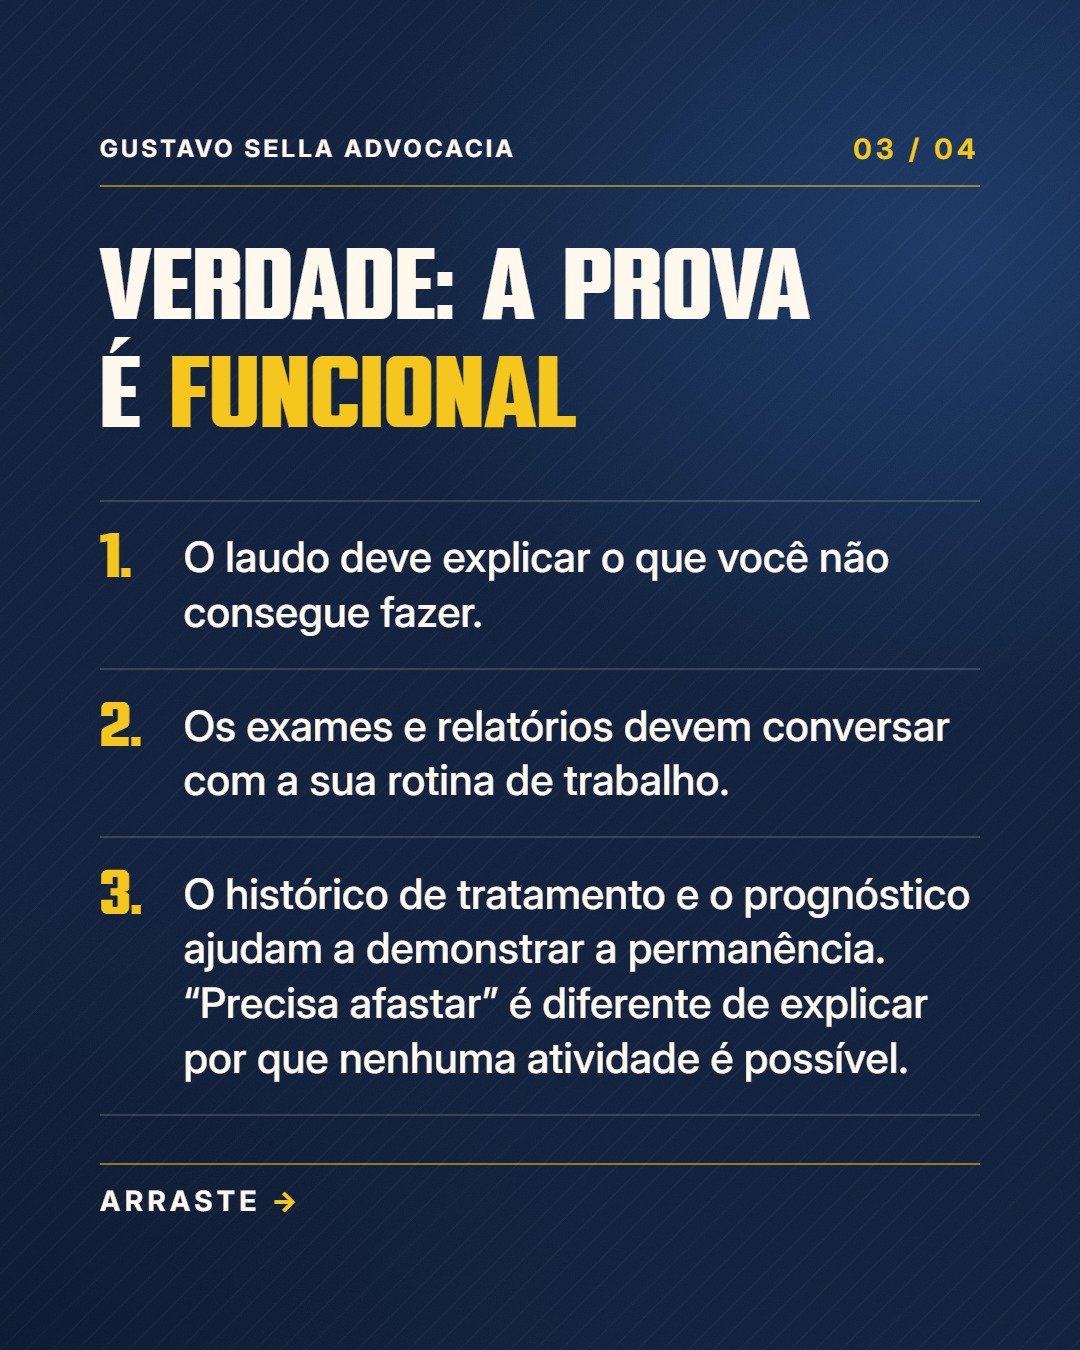 GUSTAVO SELLA ADVOCACIA
03 / 04
VERDADE: A PROVA
É FUNCIONAL
1. O laudo deve explicar o que você não
consegue fazer.
2. Os exames e relatórios devem conversar
com a sua rotina de trabalho.
3. O histórico de tratamento e o prognóstico
ajudam a demonstrar a permanência.
“Precisa afastar” é diferente de explicar
por que nenhuma atividade é possível.
ARRASTE →